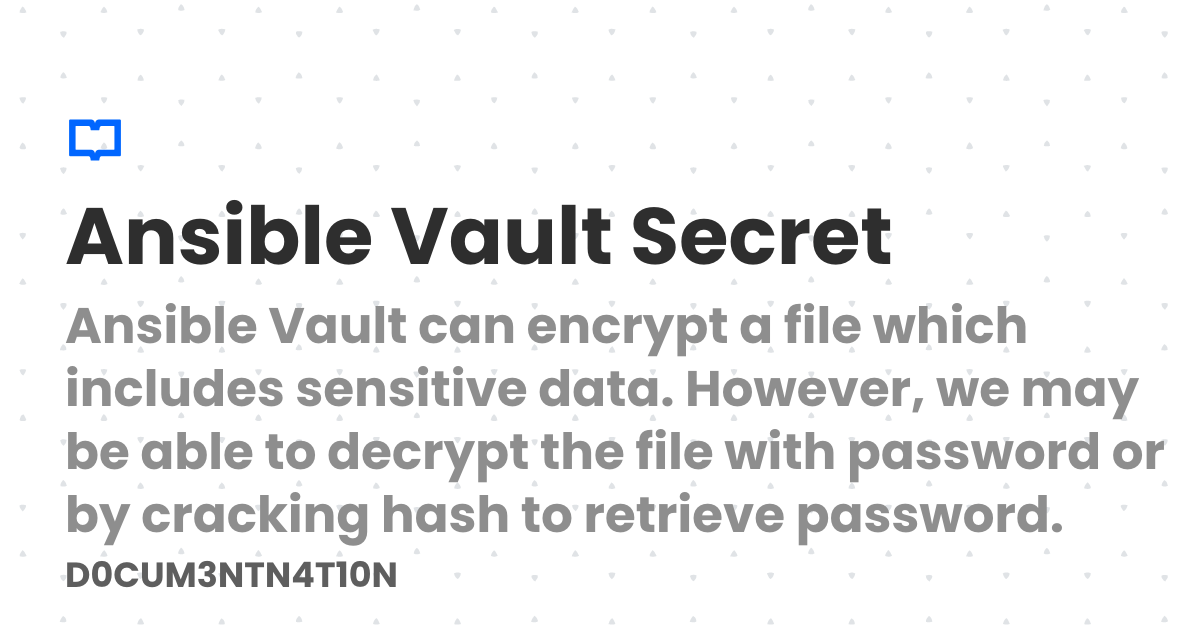 Ansible Vault Secret
Ansible Vault can encrypt a file which
includes sensitive data. However, we may
be able to decrypt the file with password or
by cracking hash to retrieve password.
D0CUM3NTN4T10N